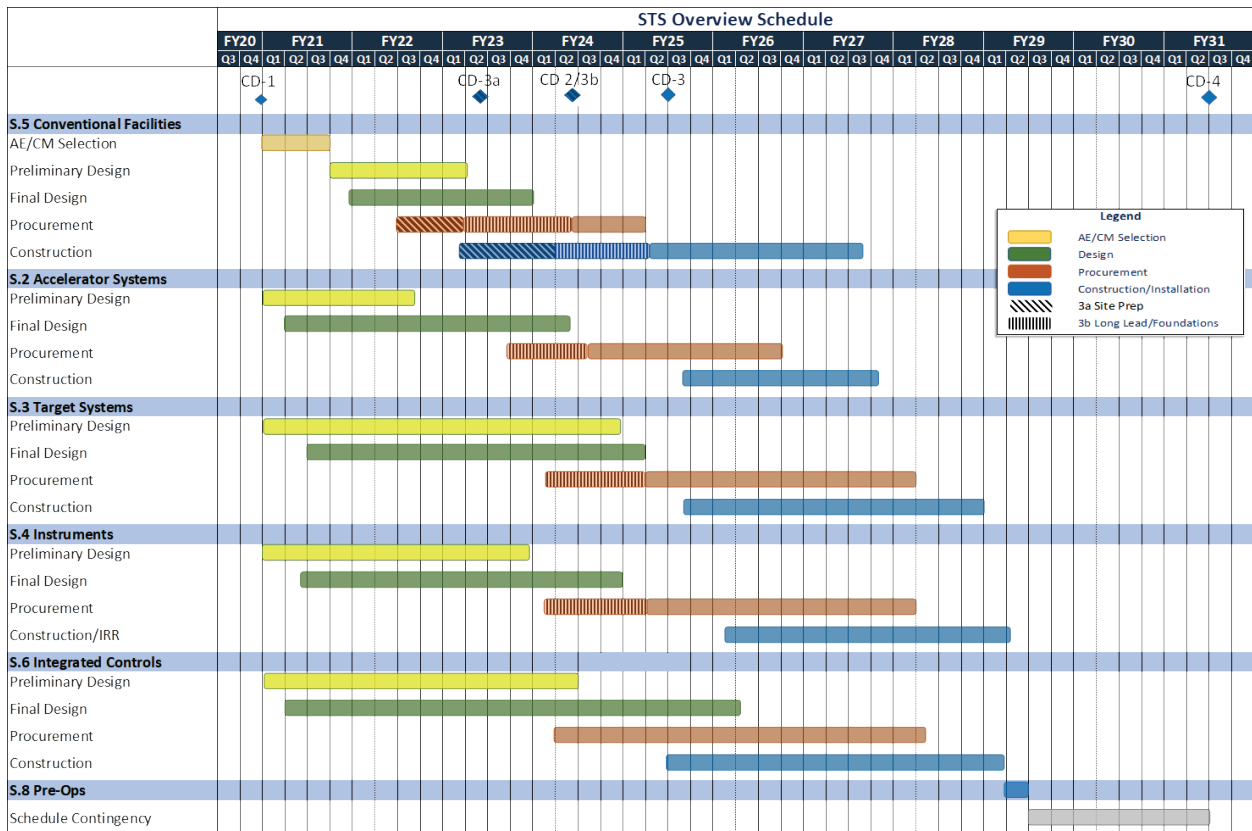 STS Overview Schedule
FY20 FY21 FY22 FY23 FY24 FY25 FY26 FY27 FY28 FY29 FY30 FY31
Q3 Q4 Q1 Q2 Q3 Q4 Q1 Q2 Q3 Q4 Q1 Q2 Q3 Q4 Q1 Q2 Q3 Q4 Q1 Q2 Q3 Q4 Q1 Q2 Q3 Q4 Q1 Q2 Q3 Q4 Q1 Q2 Q3 Q4 Q1 Q2 Q3 Q4 Q1 Q2 Q3 Q4 Q1 Q2 Q3 Q4
CD-1 CD-3a CD 2/3b CD-3 CD-4
S.5 Conventional Facilities
AE/CM Selection
Preliminary Design
Final Design
Procurement
Construction
S.2 Accelerator Systems
Preliminary Design
Final Design
Procurement
Construction
S.3 Target Systems
Preliminary Design
Final Design
Procurement
Construction
S.4 Instruments
Preliminary Design
Final Design
Procurement
Construction/IRR
S.6 Integrated Controls
Preliminary Design
Final Design
Procurement
Construction
S.8 Pre-Ops
Schedule Contingency
Legend
AE/CM Selection
Design
Procurement
Construction/Installation
3a Site Prep
3b Long Lead/Foundations